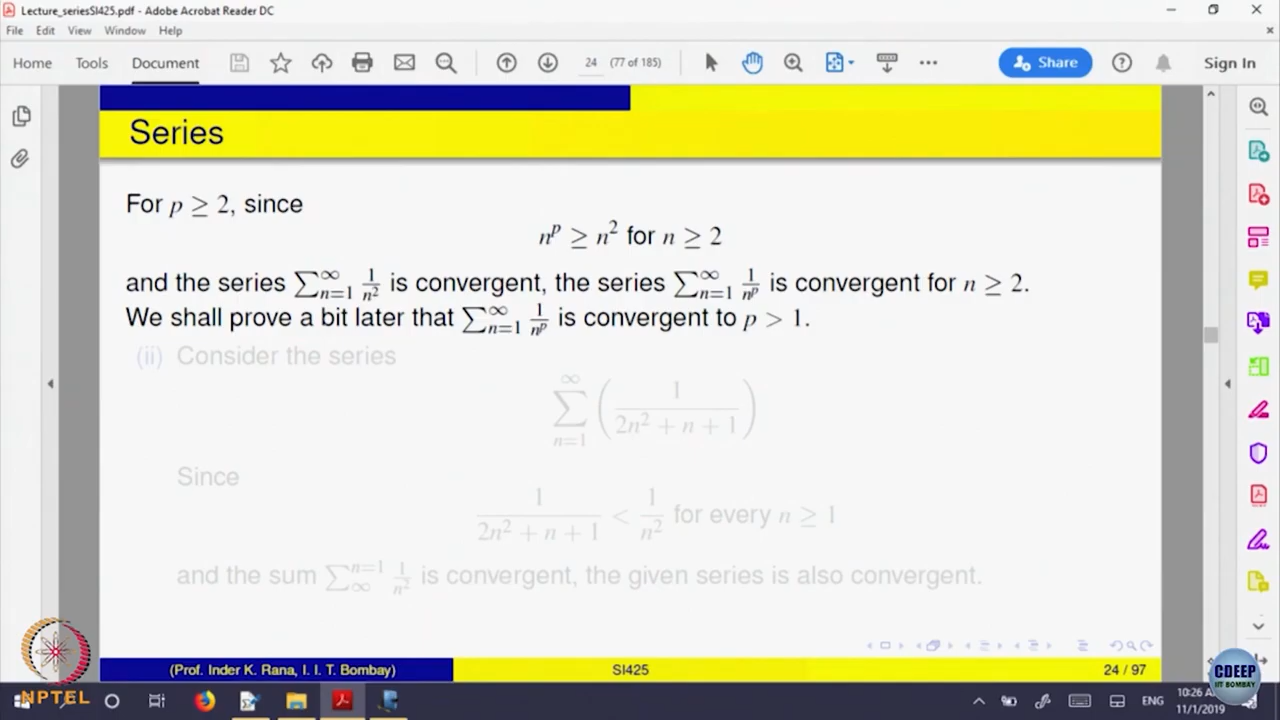 Lecture_seriesSI425.pdf - Adobe Acrobat Reader DC
File Edit View Window Help
Home Tools Document 24 (77 of 185) Share Sign In
Series
For p ≥ 2, since
n^p ≥ n^2 for n ≥ 2
and the series ∑_{n=1}^{∞} 1/n^2 is convergent, the series ∑_{n=1}^{∞} 1/n^p is convergent for n ≥ 2.
We shall prove a bit later that ∑_{n=1}^{∞} 1/n^p is convergent to p > 1.
(ii) Consider the series
∑_{n=1}^{∞} (1/(2n^2 + n + 1))
Since
1/(2n^2 + n + 1) < 1/n^2 for every n ≥ 1
and the sum ∑_{∞}^{n=1} 1/n^2 is convergent, the given series is also convergent.
(Prof. Inder K. Rana, I. I. T. Bombay) SI425 24 / 97
NPTEL
CDEEP
IIT BOMBAY
ENG
10:26 A
11/1/2019